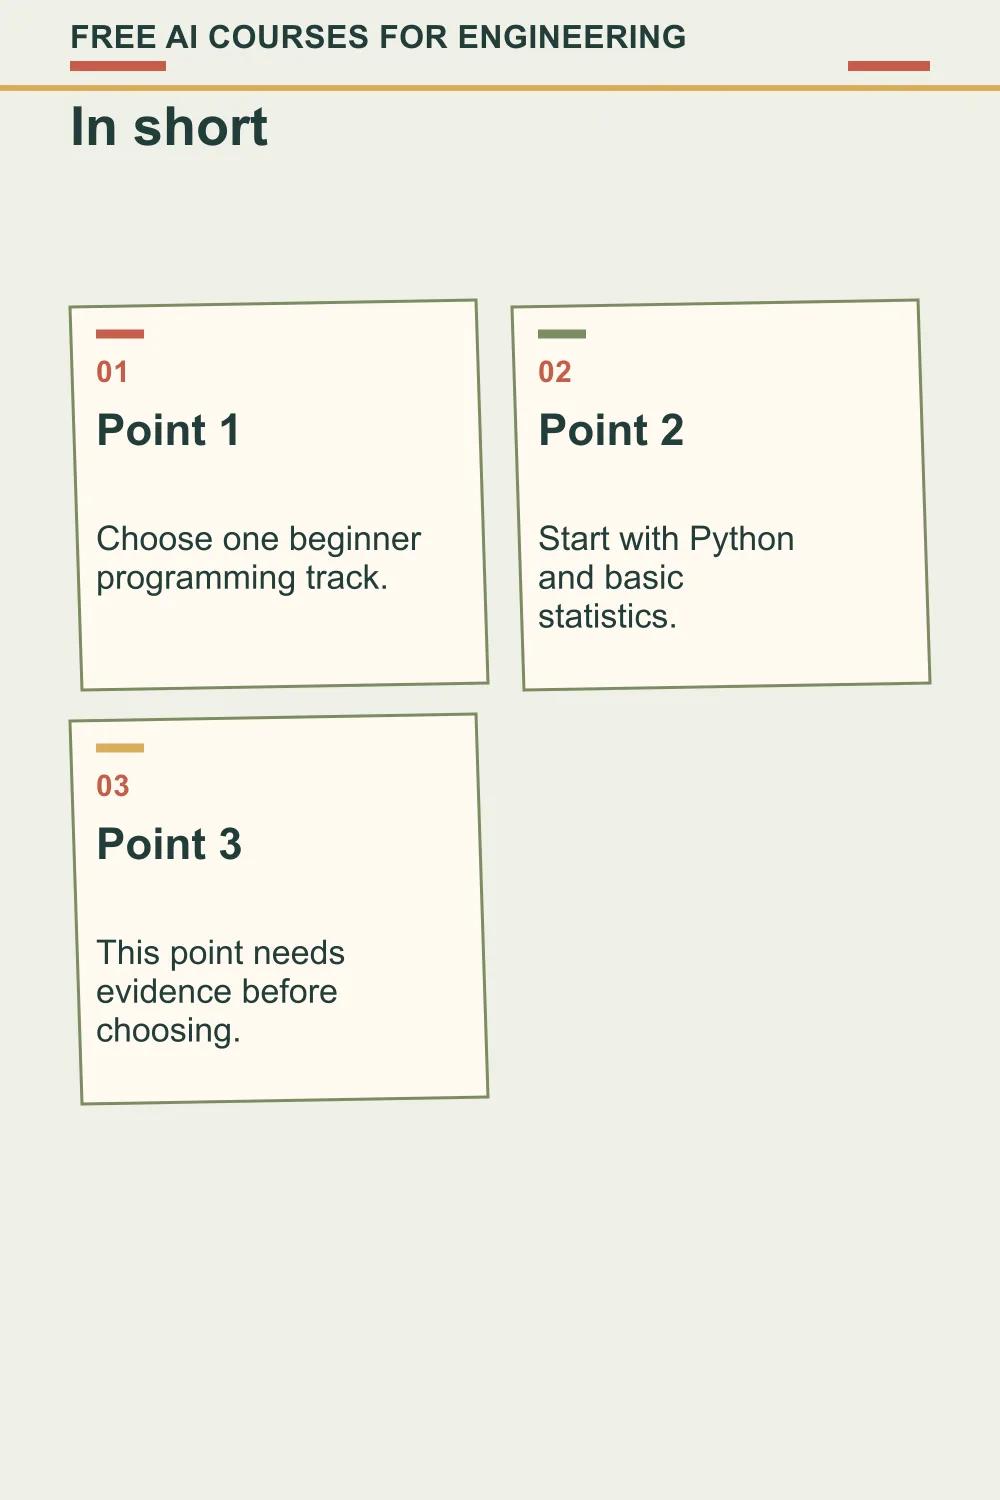 FREE AI COURSES FOR ENGINEERING
In short
01
Point 1
Choose one beginner
programming track.
02
Point 2
Start with Python
and basic
statistics.
03
Point 3
This point needs
evidence before
choosing.